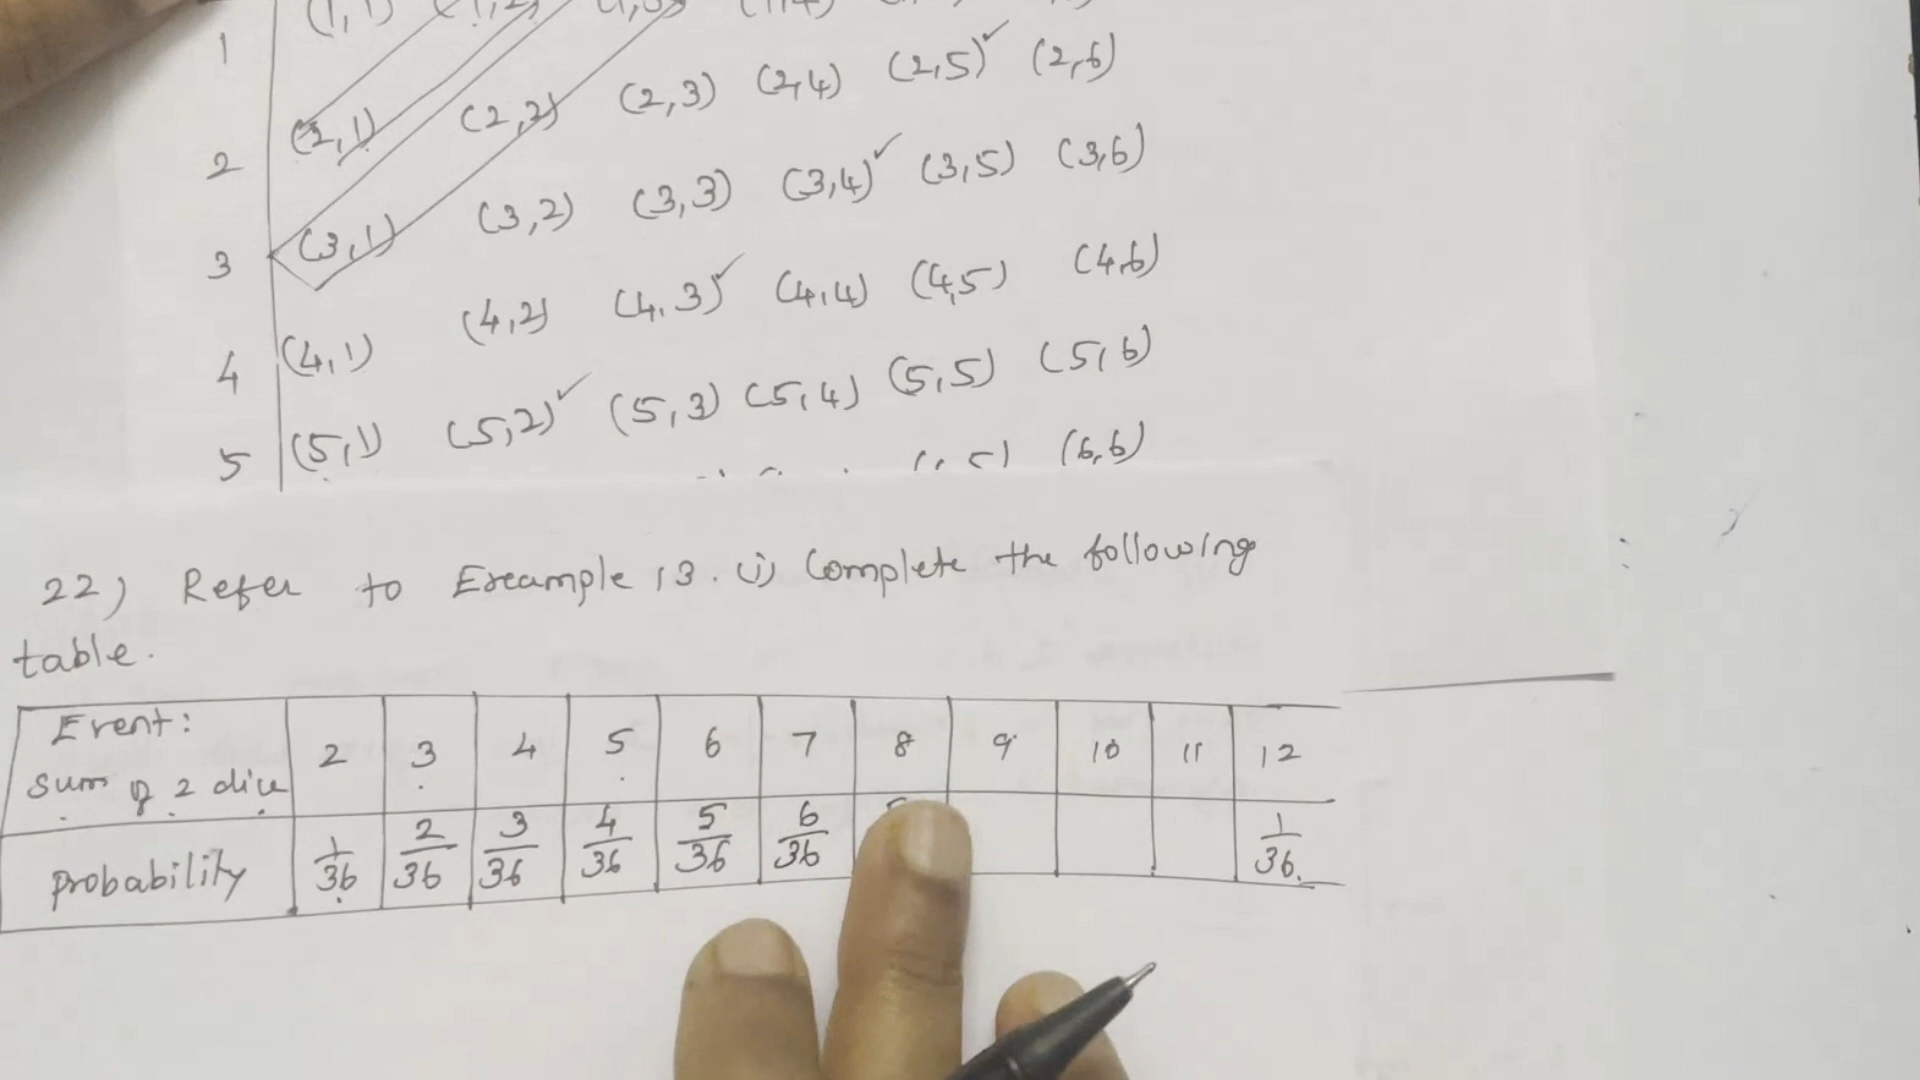 1 (1,1)
2 (2,1) (2,2) (2,3) (2,4) (2,5)✓ (2,6)
3 (3,1) (3,2) (3,3) (3,4)✓ (3,5) (3,6)
4 (4,1) (4,2) (4,3)✓ (4,4) (4,5) (4,6)
5 (5,1) (5,2)✓ (5,3) (5,4) (5,5) (5,6)
(6,6)
22) Refer to Example 13. (i) Complete the following
table.
Event: sum of 2 dice 2 3 4 5 6 7 8 9 10 11 12
probability 1/36 2/36 3/36 4/36 5/36 6/36 1/36